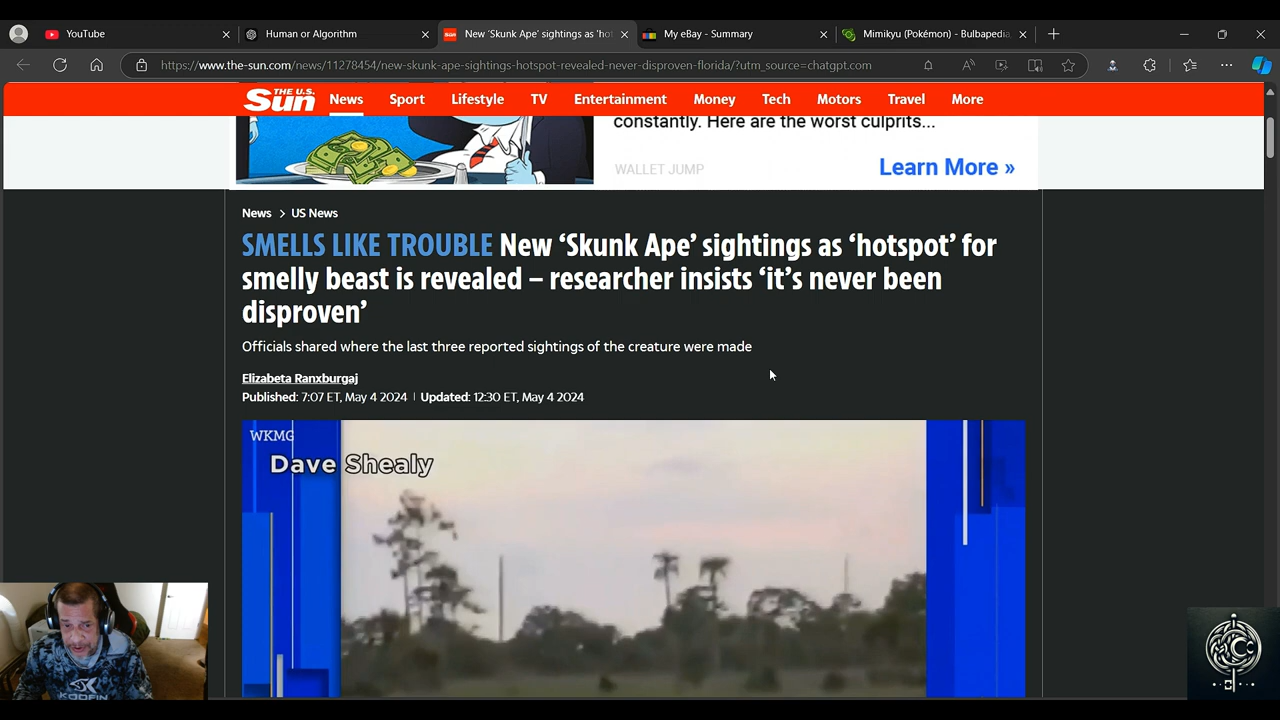 YouTube
Human or Algorithm
New ‘Skunk Ape’ sightings as ‘hot
My eBay - Summary
Mimikyu (Pokémon) - Bulbapedia,
https://www.the-sun.com/news/11278454/new-skunk-ape-sightings-hotspot-revealed-never-disproven-florida/?utm_source=chatgpt.com
THE U.S. Sun
News Sport Lifestyle TV Entertainment Money Tech Motors Travel More
constantly. Here are the worst culprits...
WALLET JUMP
Learn More »
News > US News
SMELLS LIKE TROUBLE New ‘Skunk Ape’ sightings as ‘hotspot’ for
smelly beast is revealed – researcher insists ‘it’s never been
disproven’
Officials shared where the last three reported sightings of the creature were made
Elizabeta Ranxburgaj
Published: 7:07 ET, May 4 2024 | Updated: 12:30 ET, May 4 2024
WKMG
Dave Shealy